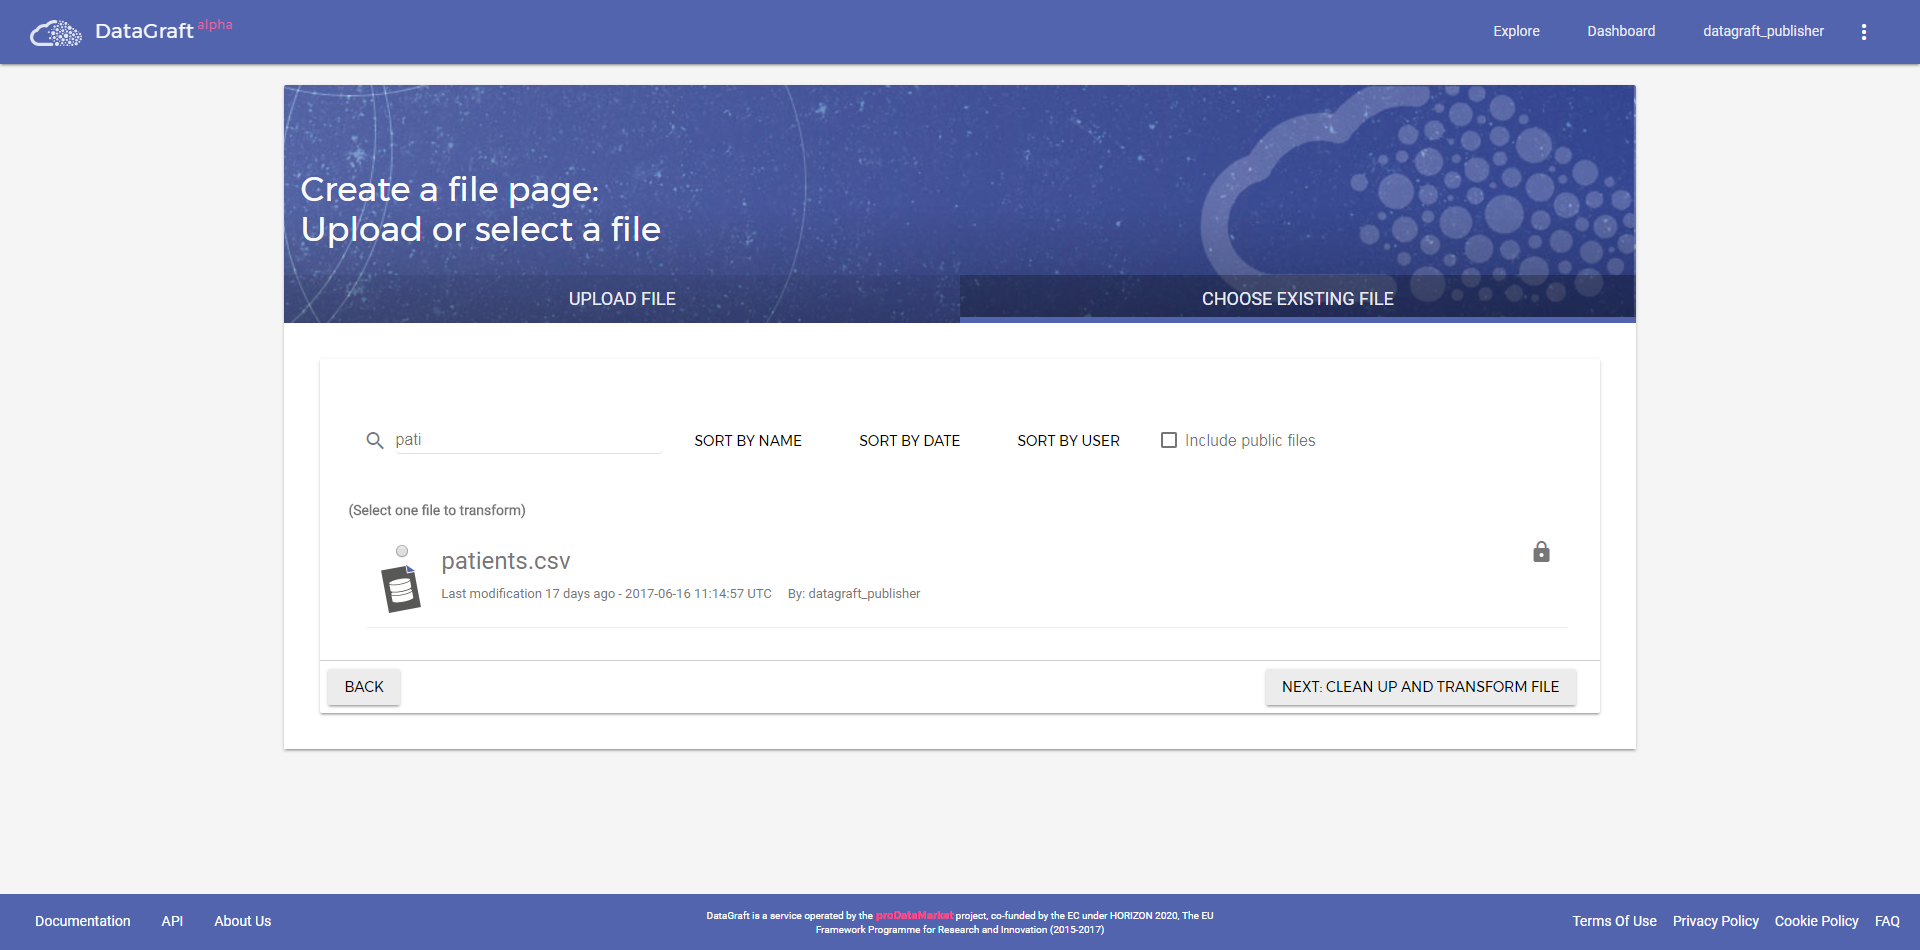 DataGraft alpha
Explore
Dashboard
datagraft_publisher
Create a file page:
Upload or select a file
UPLOAD FILE
CHOOSE EXISTING FILE
pati
SORT BY NAME
SORT BY DATE
SORT BY USER
Include public files
(Select one file to transform)
patients.csv
Last modification 17 days ago - 2017-06-16 11:14:57 UTC
By: datagraft_publisher
BACK
NEXT: CLEAN UP AND TRANSFORM FILE
Documentation
API
About Us
DataGraft is a service operated by the proDataMarket project, co-funded by the EC under HORIZON 2020, The EU
Framework Programme for Research and Innovation (2015-2017)
Terms Of Use
Privacy Policy
Cookie Policy
FAQ